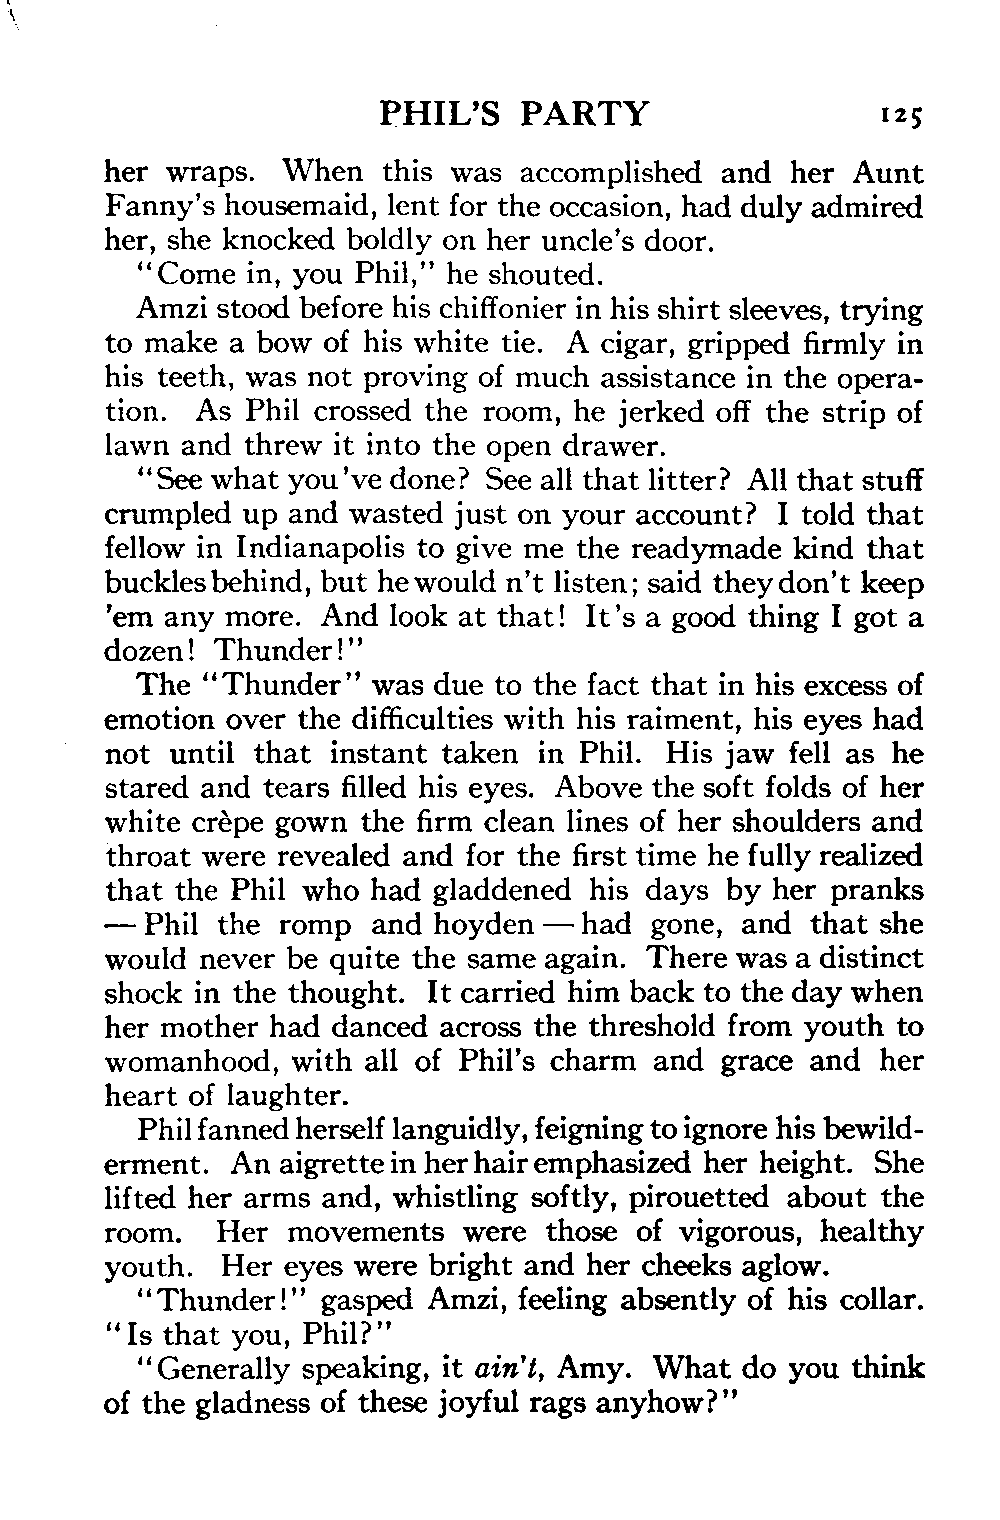 PHIL'S PARTY 125
her wraps. When this was accomplished and her Aunt
Fanny's housemaid, lent for the occasion, had duly admired
her, she knocked boldly on her uncle's door.
"Come in, you Phil," he shouted.
Amzi stood before his chiffonier in his shirt sleeves, trying
to make a bow of his white tie. A cigar, gripped firmly in
his teeth, was not proving of much assistance in the opera-
tion. As Phil crossed the room, he jerked off the strip of
lawn and threw it into the open drawer.
"See what you've done? See all that litter? All that stuff
crumpled up and wasted just on your account? I told that
fellow in Indianapolis to give me the readymade kind that
buckles behind, but he would n't listen; said they don't keep
'em any more. And look at that! It's a good thing I got a
dozen! Thunder!"
The "Thunder" was due to the fact that in his excess of
emotion over the difficulties with his raiment, his eyes had
not until that instant taken in Phil. His jaw fell as he
stared and tears filled his eyes. Above the soft folds of her
white crèpe gown the firm clean lines of her shoulders and
throat were revealed and for the first time he fully realized
that the Phil who had gladdened his days by her pranks
— Phil the romp and hoyden — had gone, and that she
would never be quite the same again. There was a distinct
shock in the thought. It carried him back to the day when
her mother had danced across the threshold from youth to
womanhood, with all of Phil's charm and grace and her
heart of laughter.
Phil fanned herself languidly, feigning to ignore his bewild-
erment. An aigrette in her hair emphasized her height. She
lifted her arms and, whistling softly, pirouetted about the
room. Her movements were those of vigorous, healthy
youth. Her eyes were bright and her cheeks aglow.
"Thunder!" gasped Amzi, feeling absently of his collar.
"Is that you, Phil?"
"Generally speaking, it ain't, Amy. What do you think
of the gladness of these joyful rags anyhow?"